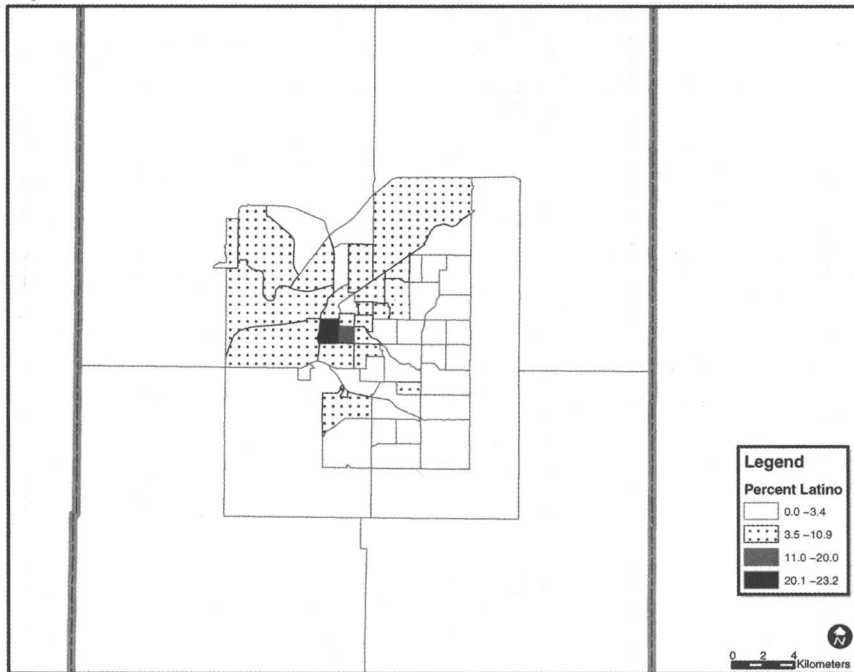 Legend
Percent Latino
0.0 –3.4
3.5 –10.9
11.0 –20.0
20.1 –23.2
N
0 2 4
Kilometers